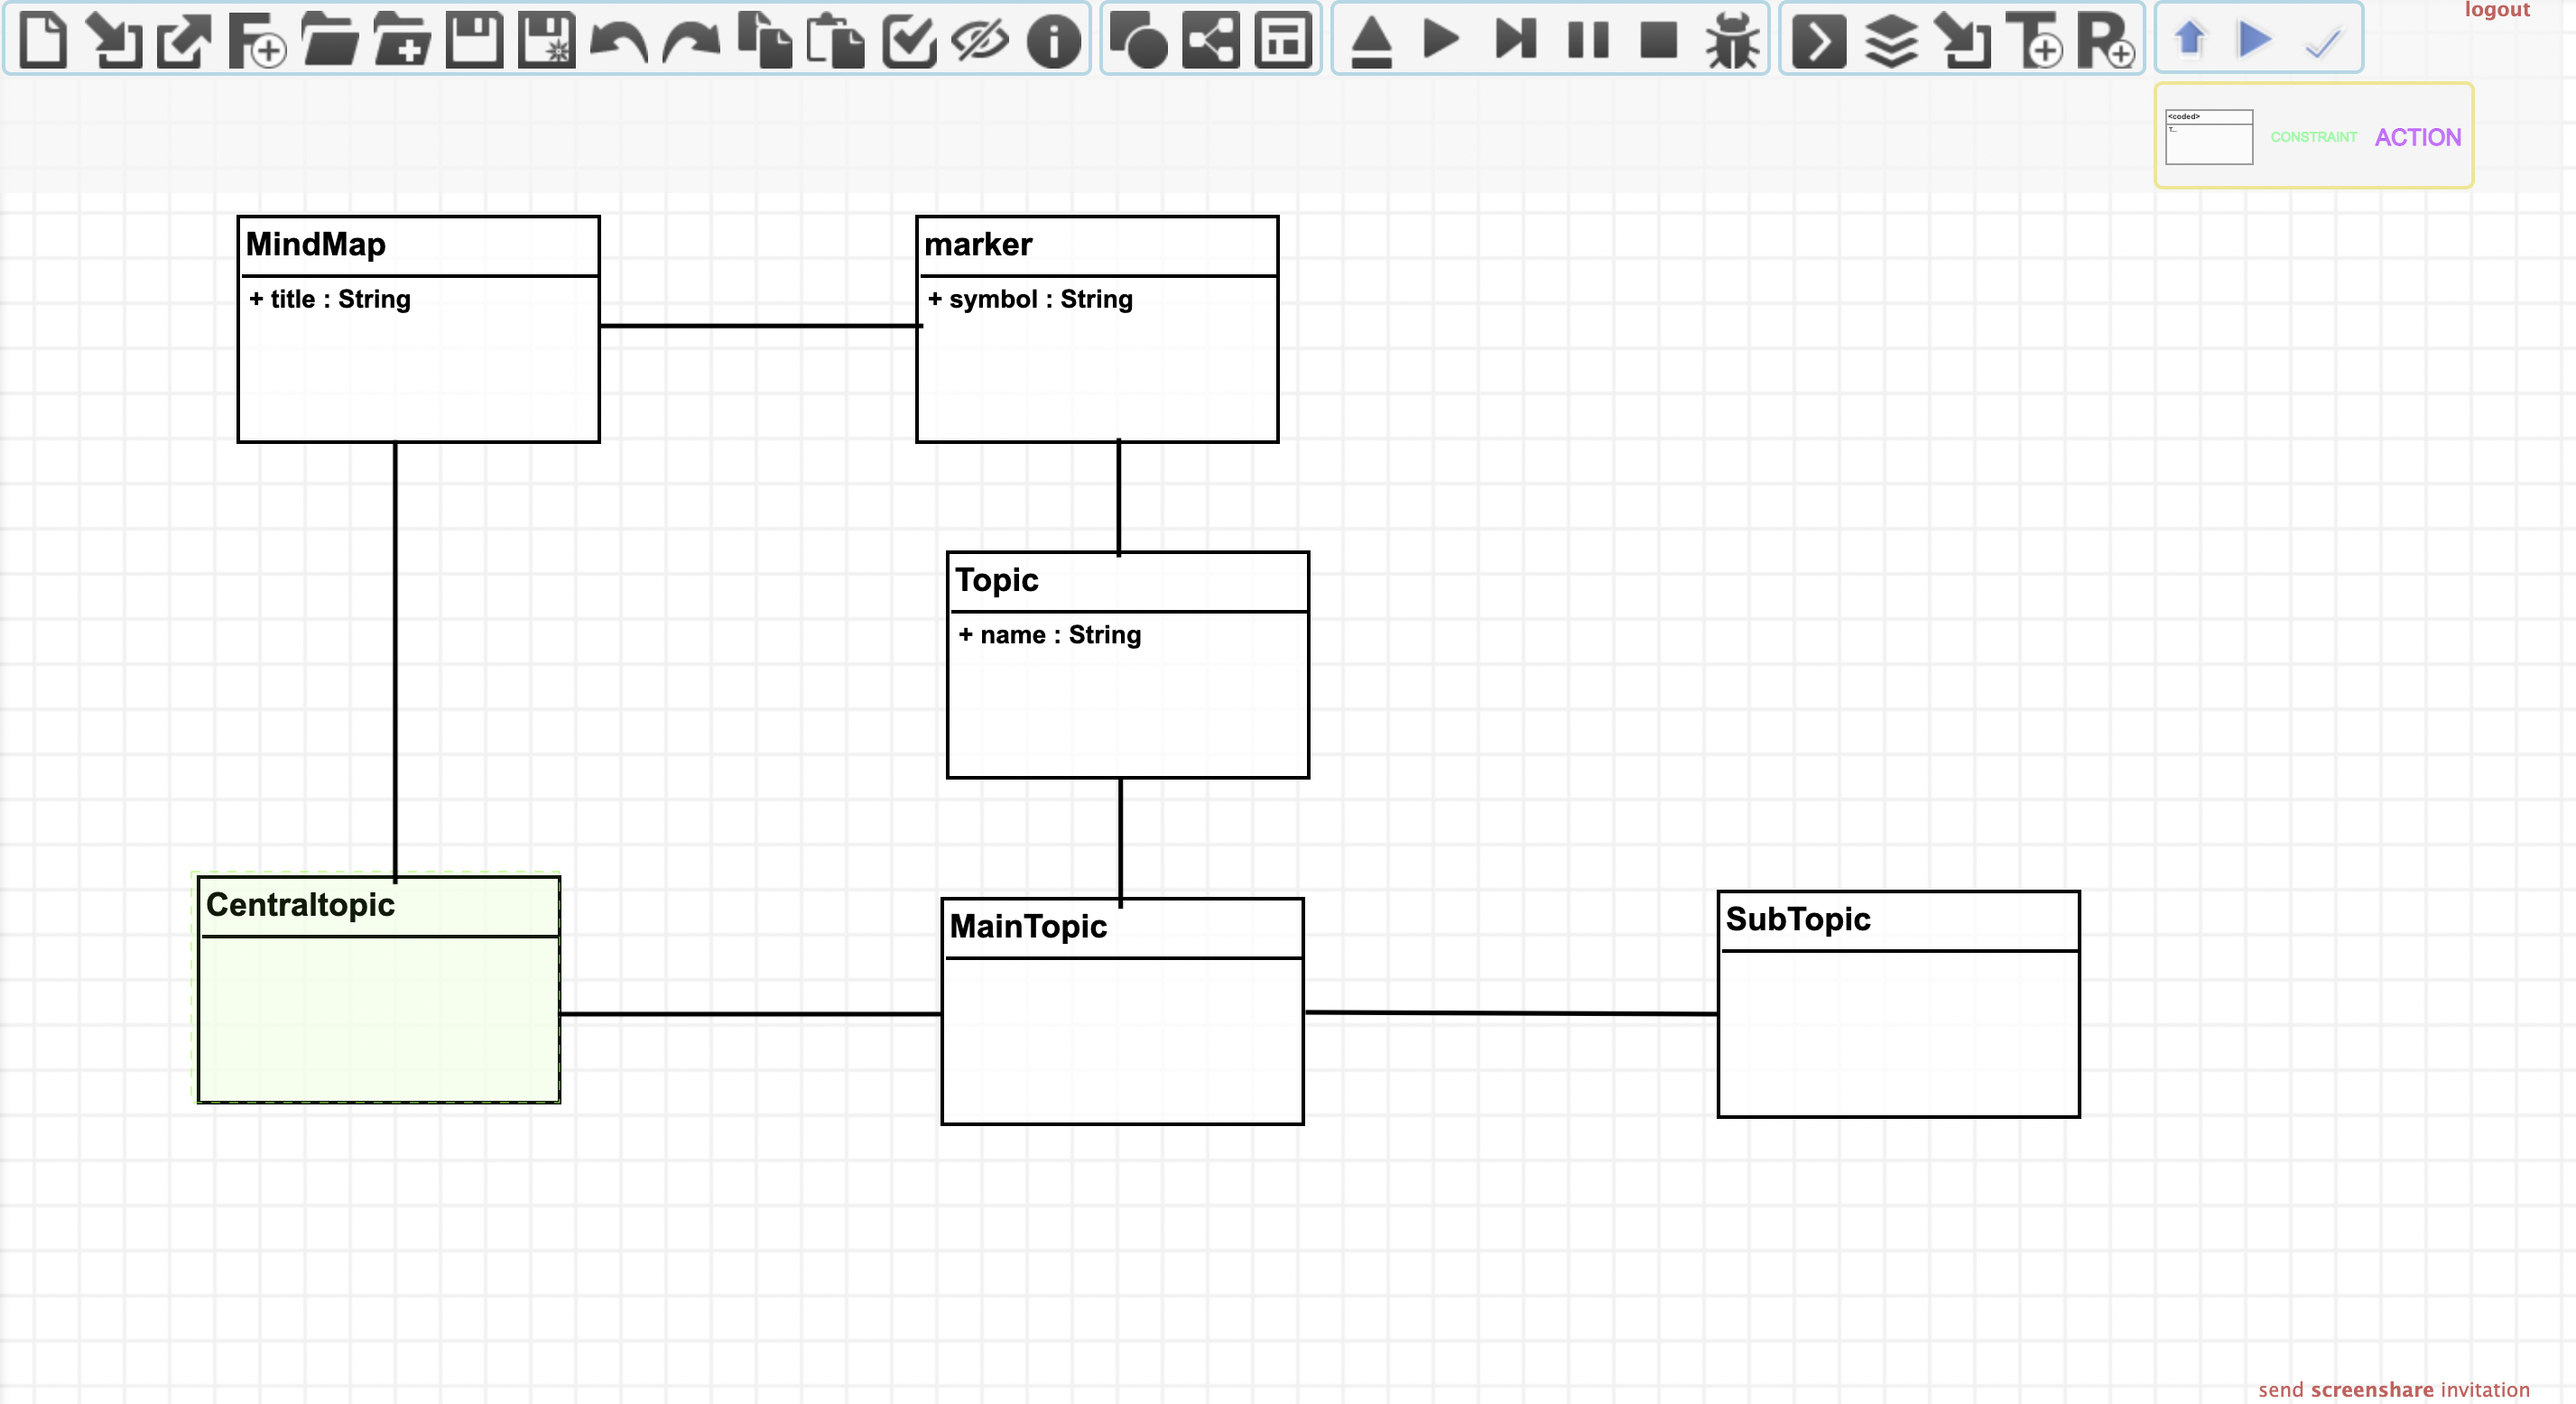 logout
<coded>
T...
CONSTRAINT
ACTION
MindMap
+ title : String
marker
+ symbol : String
Topic
+ name : String
Centraltopic
MainTopic
SubTopic
send screenshare invitation